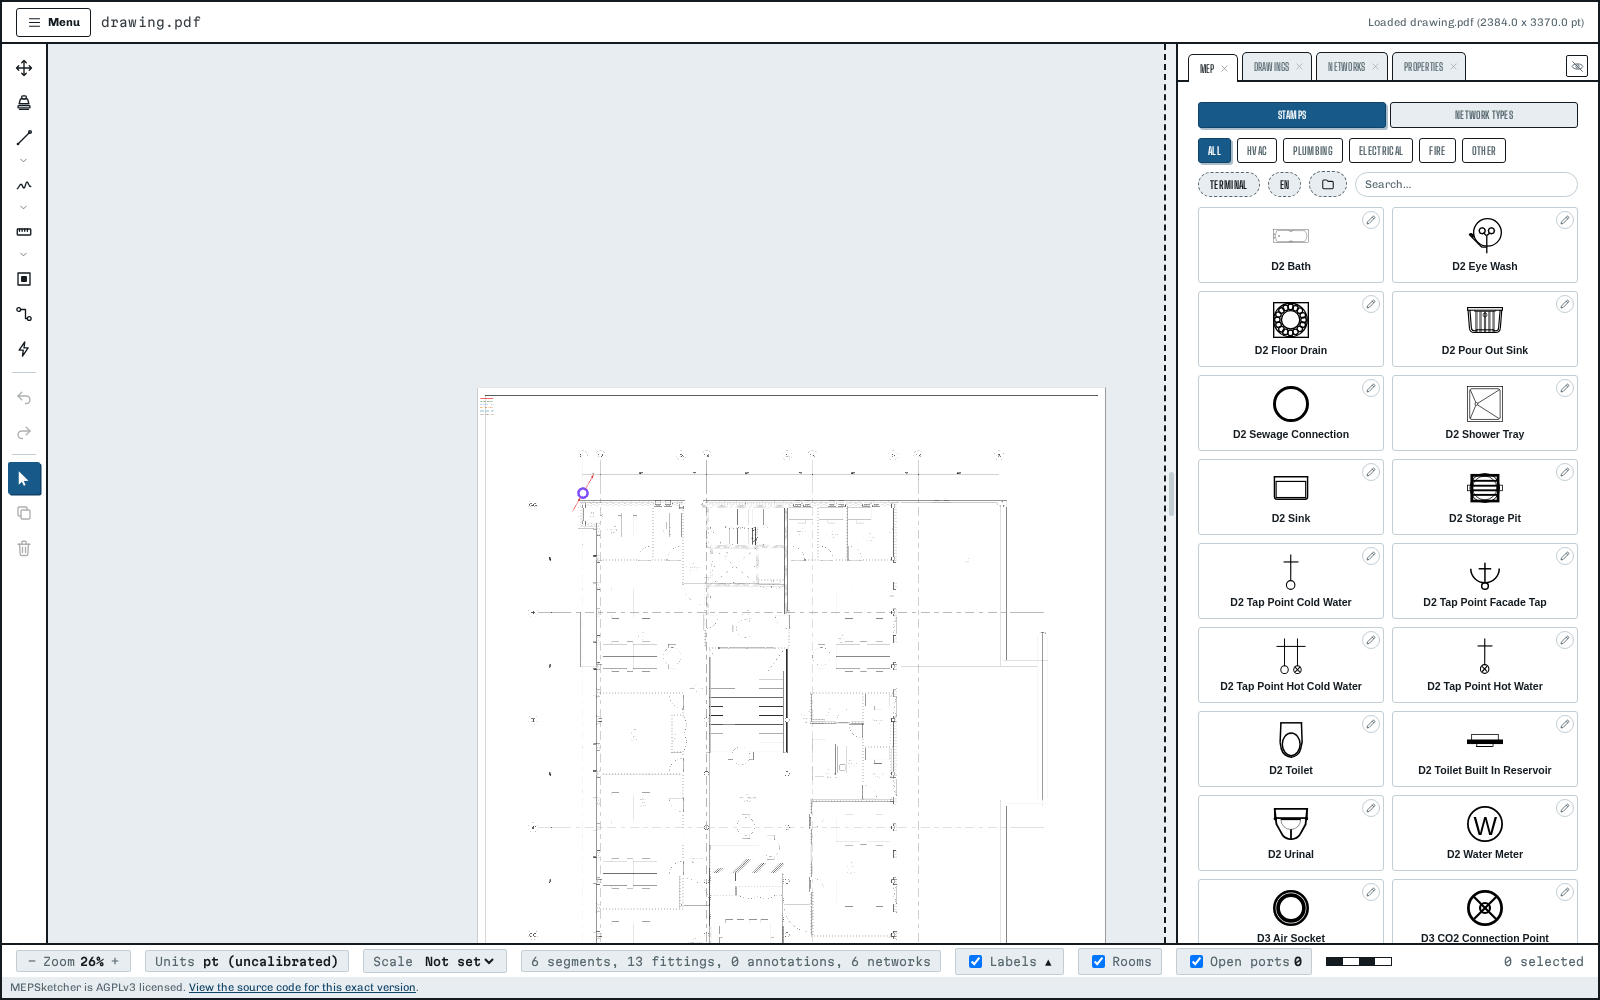 Menu drawing.pdf Loaded drawing.pdf (2384.0 x 3370.0 pt)
MEP DRAWINGS NETWORKS PROPERTIES
STAMPS NETWORK TYPES
ALL HVAC PLUMBING ELECTRICAL FIRE OTHER
TERMINAL EN Search...
D2 Bath D2 Eye Wash
D2 Floor Drain D2 Pour Out Sink
D2 Sewage Connection D2 Shower Tray
D2 Sink D2 Storage Pit
D2 Tap Point Cold Water D2 Tap Point Facade Tap
D2 Tap Point Hot Cold Water D2 Tap Point Hot Water
D2 Toilet D2 Toilet Built In Reservoir
W
D2 Urinal D2 Water Meter
D3 Air Socket D3 CO2 Connection Point
− Zoom 26% + Units pt (uncalibrated) Scale Not set 6 segments, 13 fittings, 0 annotations, 6 networks Labels ▲ Rooms Open ports 0 0 selected
MEPSketcher is AGPLv3 licensed. View the source code for this exact version.